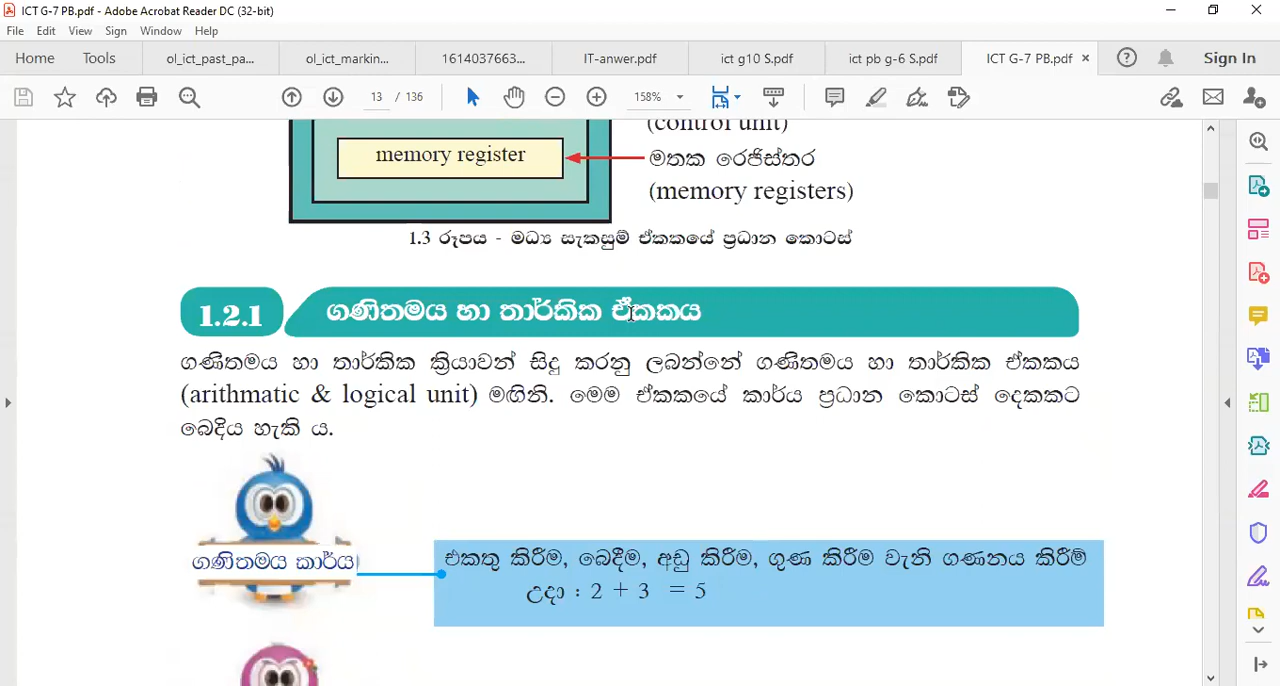 ICT G-7 PB.pdf - Adobe Acrobat Reader DC (32-bit)
File Edit View Sign Window Help
Home Tools ol_ict_past_pa... ol_ict_markin... 1614037663... IT-anwer.pdf ict g10 S.pdf ict pb g-6 S.pdf ICT G-7 PB.pdf × Sign In
13 / 136 158%
(control unit)
memory register
මතක රෙජිස්තර
(memory registers)
1.3 රූපය - මධ්‍ය සැකසුම් ඒකකයේ ප්‍රධාන කොටස්
1.2.1 ගණිතමය හා තාර්කික ඒකකය
ගණිතමය හා තාර්කික ක්‍රියාවන් සිදු කරනු ලබන්නේ ගණිතමය හා තාර්කික ඒකකය
(arithmatic & logical unit) මඟිනි. මෙම ඒකකයේ කාර්ය ප්‍රධාන කොටස් දෙකකට
බෙදිය හැකි ය.
ගණිතමය කාර්ය
එකතු කිරීම, බෙදීම, අඩු කිරීම, ගුණ කිරීම වැනි ගණනය කිරීම්
උදා : 2 + 3 = 5